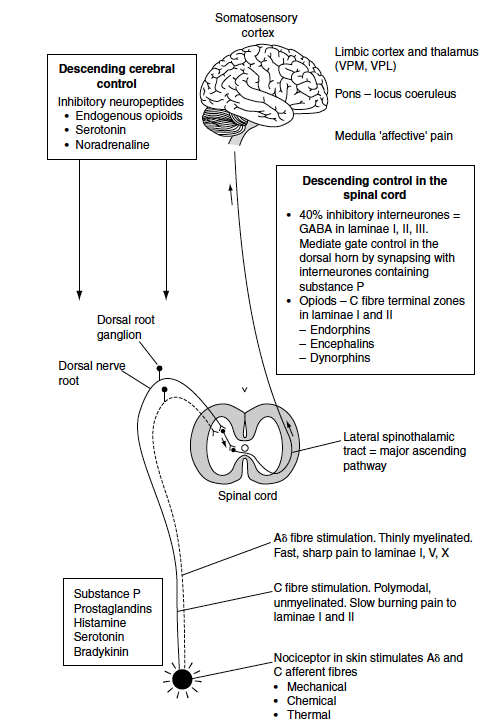 Somatosensory
cortex
Limbic cortex and thalamus
(VPM, VPL)
Pons – locus coeruleus
Medulla 'affective' pain
Descending cerebral
control
Inhibitory neuropeptides
• Endogenous opioids
• Serotonin
• Noradrenaline
Descending control in the
spinal cord
• 40% inhibitory interneurones =
GABA in laminae I, II, III.
Mediate gate control in the
dorsal horn by synapsing with
interneurones containing
substance P
• Opiods – C fibre terminal zones
in laminae I and II
– Endorphins
– Encephalins
– Dynorphins
Dorsal root
ganglion
Dorsal nerve
root
Lateral spinothalamic
tract = major ascending
pathway
Spinal cord
Aδ fibre stimulation. Thinly myelinated.
Fast, sharp pain to laminae I, V, X
C fibre stimulation. Polymodal,
unmyelinated. Slow burning pain to
laminae I and II
Substance P
Prostaglandins
Histamine
Serotonin
Bradykinin
Nociceptor in skin stimulates Aδ and
C afferent fibres
• Mechanical
• Chemical
• Thermal